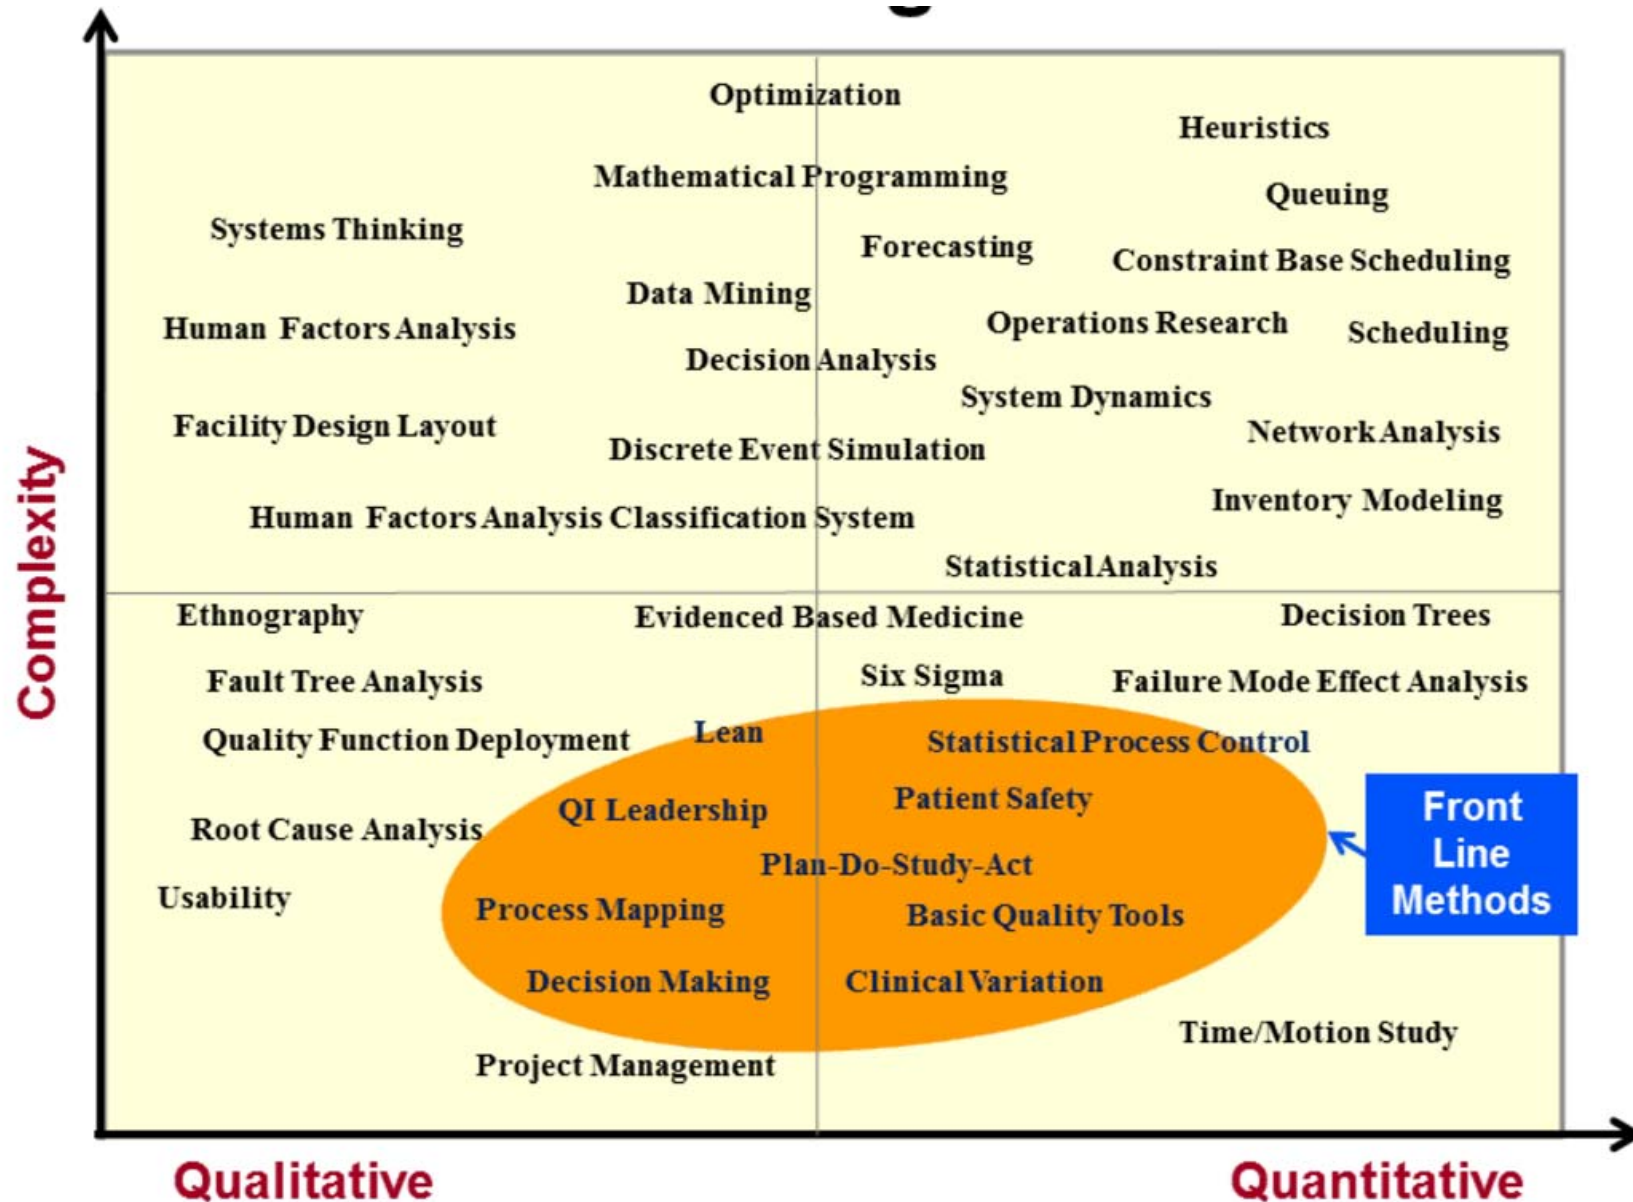 Optimization
Heuristics
Mathematical Programming
Queuing
Systems Thinking
Forecasting
Constraint Base Scheduling
Data Mining
Human Factors Analysis
Operations Research
Scheduling
Decision Analysis
System Dynamics
Facility Design Layout
Network Analysis
Discrete Event Simulation
Inventory Modeling
Human Factors Analysis Classification System
Statistical Analysis
Complexity
Ethnography
Evidenced Based Medicine
Decision Trees
Fault Tree Analysis
Six Sigma
Failure Mode Effect Analysis
Quality Function Deployment
Lean
Statistical Process Control
QI Leadership
Patient Safety
Front
Line
Methods
Root Cause Analysis
Plan-Do-Study-Act
Usability
Process Mapping
Basic Quality Tools
Decision Making
Clinical Variation
Time/Motion Study
Project Management
Qualitative
Quantitative